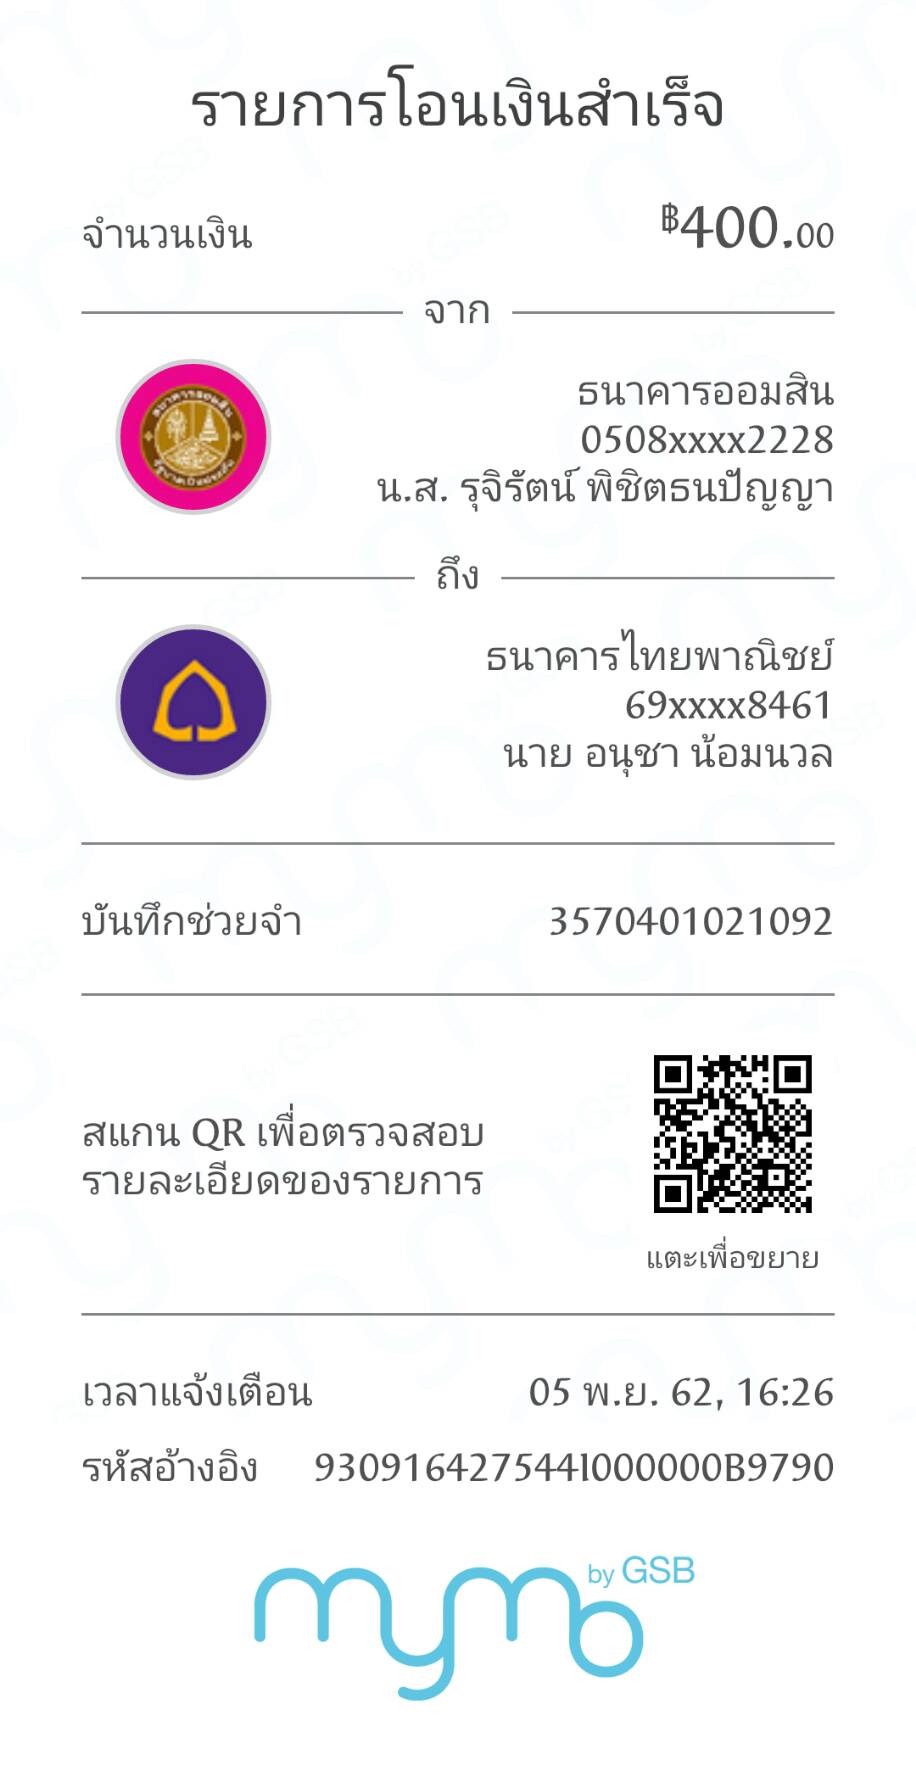 รายการโอนเงินสำเร็จ
จำนวนเงิน ฿400.00
จาก
ธนาคารออมสิน
0508xxxx2228
น.ส. รุจิรัตน์ พิชิตธนปัญญา
ถึง
ธนาคารไทยพาณิชย์
69xxxx8461
นาย อนุชา น้อมนวล
บันทึกช่วยจำ 3570401021092
สแกน QR เพื่อตรวจสอบ
รายละเอียดของรายการ
แตะเพื่อขยาย
เวลาแจ้งเตือน 05 พ.ย. 62, 16:26
รหัสอ้างอิง 930916427544I000000B9790
mymo by GSB